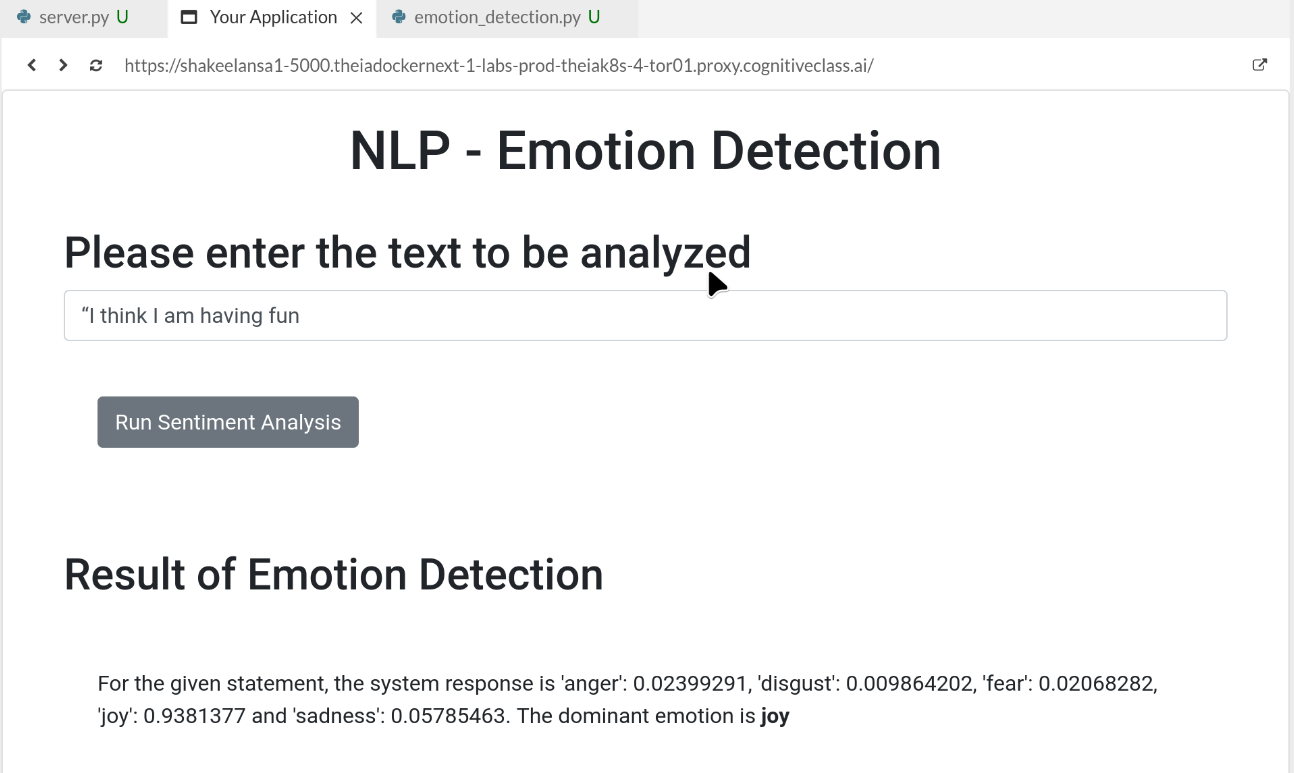 server.py U Your Application emotion_detection.py U
https://shakeelansa1-5000.theiadockernext-1-labs-prod-theiak8s-4-tor01.proxy.cognitiveclass.ai/
NLP - Emotion Detection
Please enter the text to be analyzed
“I think I am having fun
Run Sentiment Analysis
Result of Emotion Detection
For the given statement, the system response is 'anger': 0.02399291, 'disgust': 0.009864202, 'fear': 0.02068282,
'joy': 0.9381377 and 'sadness': 0.05785463. The dominant emotion is joy